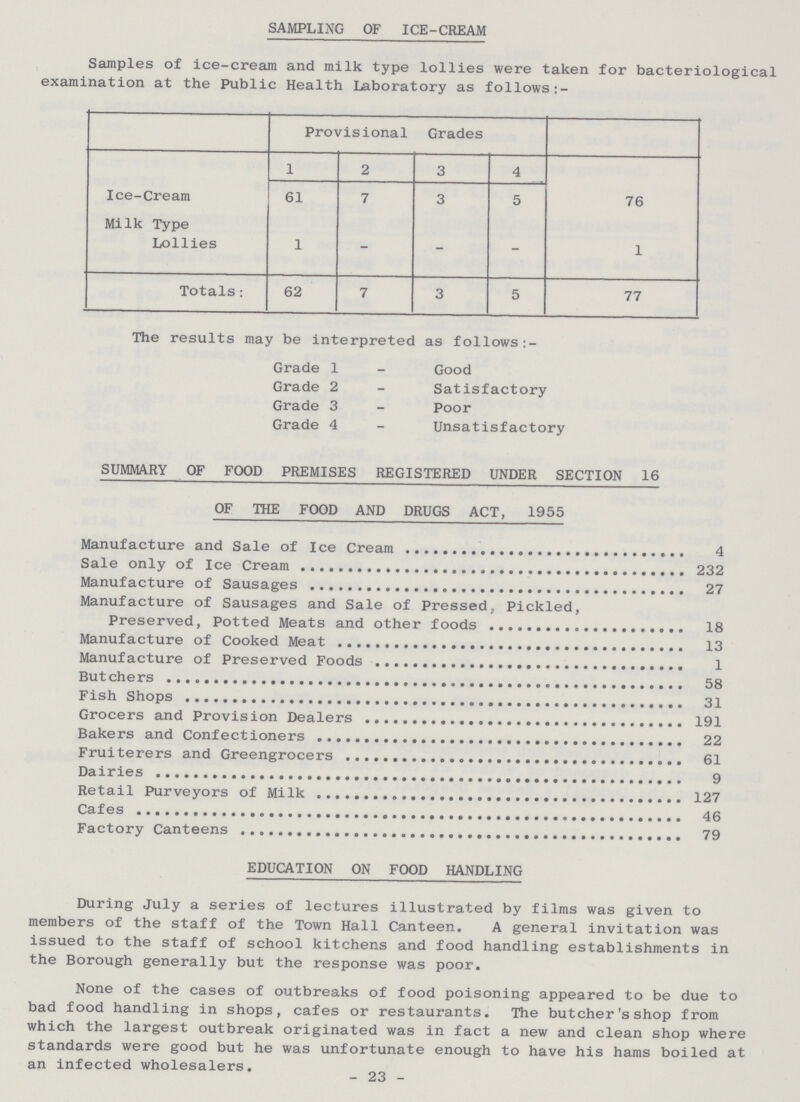 SAMPLING OF ICE-CREAM
Samples of ice-cream and milk type lollies were taken for bacteriological
examination at the Public Health Laboratory as follows:-
Provisional Grades
1 2 3 4
Ice-Cream 61 7 3 5 76
Milk Type
Lollies 1 - - - 1
Totals: 62 7 3 5 77
The results may be interpreted as follows:-
Grade 1 - Good
Grade 2 - Satisfactory
Grade 3 - Poor
Grade 4 - Unsatisfactory
SUMMARY OF FOOD PREMISES REGISTERED UNDER SECTION 16
OF THE FOOD AND DRUGS ACT, 1955
Manufacture and Sale of Ice Cream .............................. 4
Sale only of Ice Cream ......................................... 232
Manufacture of Sausages ........................................ 27
Manufacture of Sausages and Sale of Pressed, Pickled,
Preserved, Potted Meats and other foods ..................... 18
Manufacture of Cooked Meat ..................................... 13
Manufacture of Preserved Foods ................................. 1
Butchers ....................................................... 58
Fish Shops ..................................................... 31
Grocers and Provision Dealers .................................. 191
Bakers and Confectioners ....................................... 22
Fruiterers and Greengrocers .................................... 61
Dairies ........................................................ 9
Retail Purveyors of Milk ....................................... 127
Cafes .......................................................... 46
Factory Canteens ............................................... 79
EDUCATION ON FOOD HANDLING
During July a series of lectures illustrated by films was given to
members of the staff of the Town Hall Canteen. A general invitation was
issued to the staff of school kitchens and food handling establishments in
the Borough generally but the response was poor.
None of the cases of outbreaks of food poisoning appeared to be due to
bad food handling in shops, cafes or restaurants. The butcher's shop from
which the largest outbreak originated was in fact a new and clean shop where
standards were good but he was unfortunate enough to have his hams boiled at
an infected wholesalers.
- 23 -